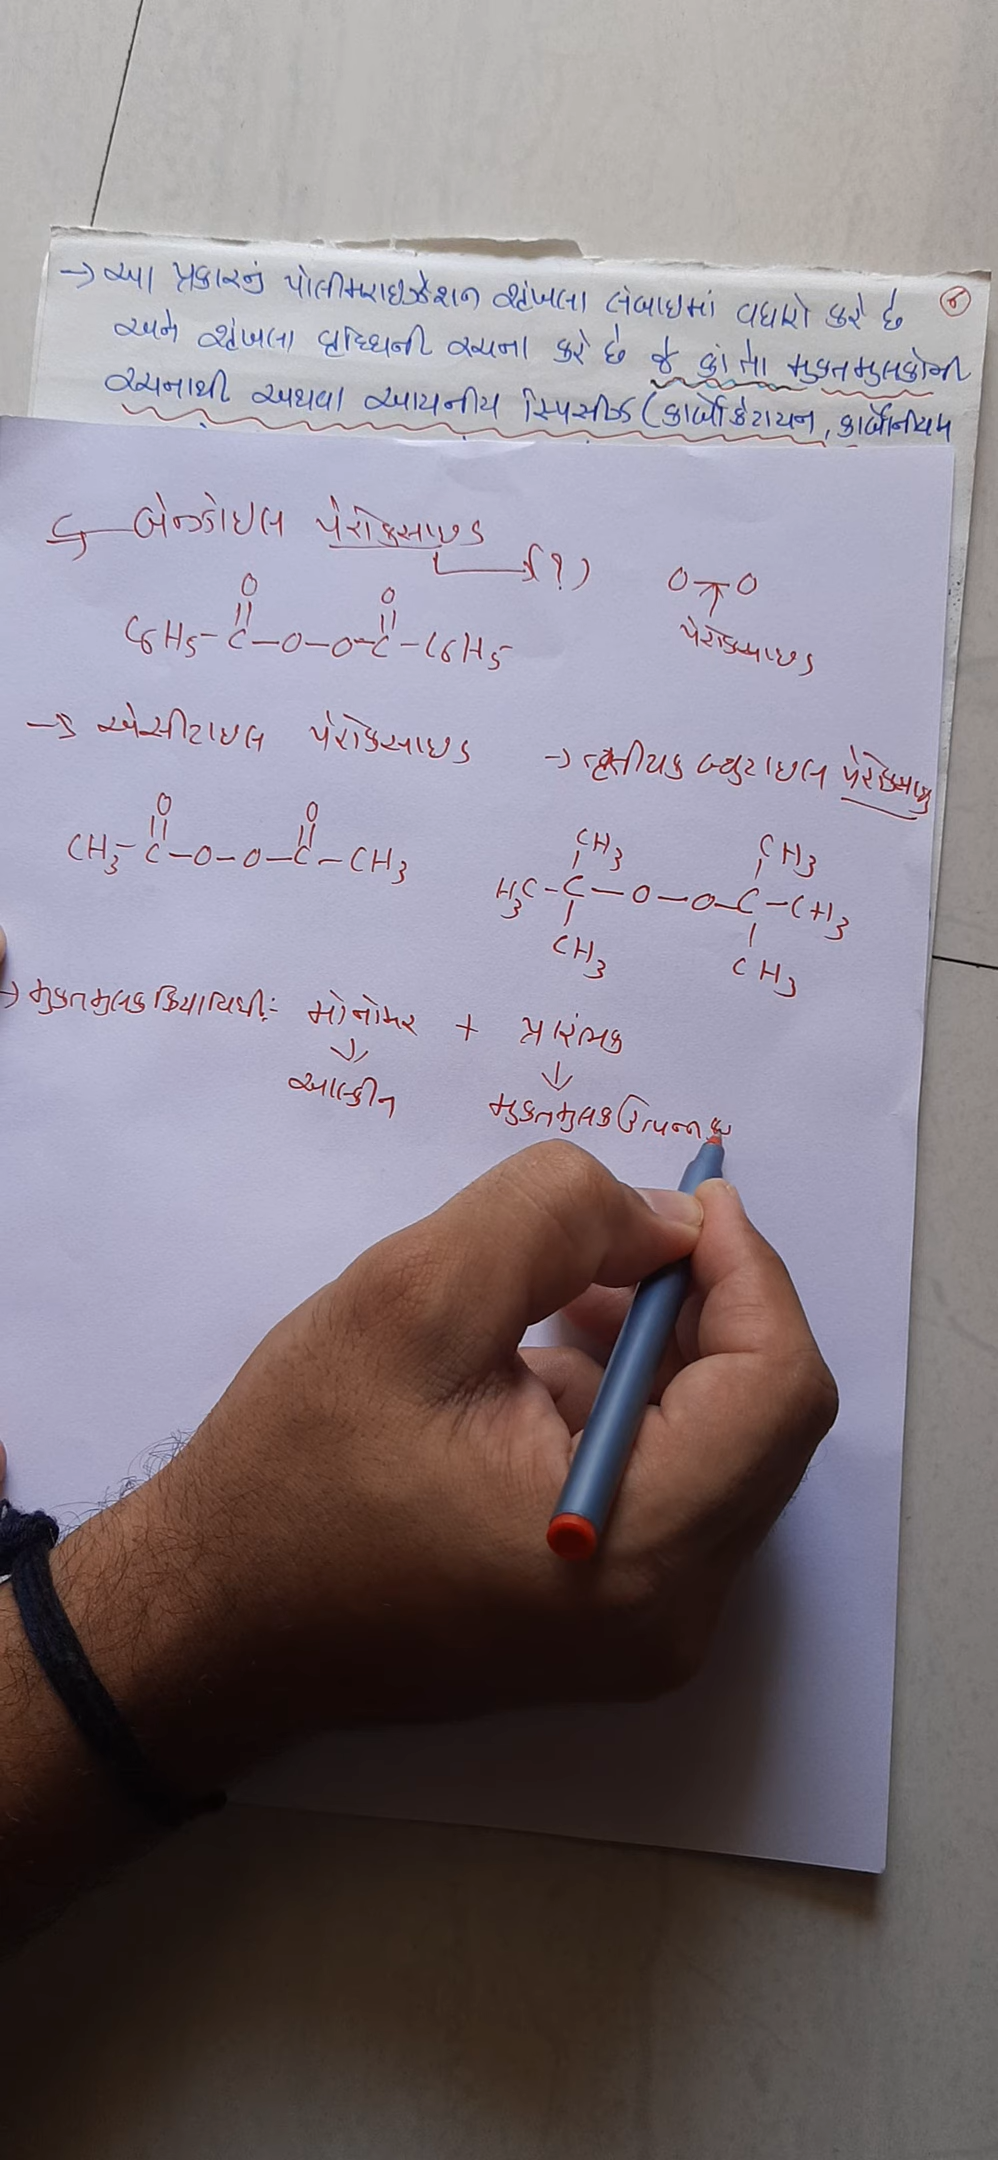 → આ પ્રકારનું પોલીમરાઇઝેશન શૃંખલા લંબાઇમાં વધારો કરે છે
અને શૃંખલા વૃધ્ધિની રચના કરે છે જે કાં તો મુક્તમુલકોની
રચનાથી અથવા આયનીય સ્પિસીઝ (કાર્બોકેટાયન, કાર્બોનીયમ
બેન્ઝોઇલ પેરોક્સાઇડ
(?)
O-O
પેરોક્સાઇડ
O O
|| ||
C6H5-C-O-O-C-C6H5
→ એસીટાઇલ પેરોક્સાઇડ
O O
|| ||
CH3-C-O-O-C-CH3
→ તૃતીયક બ્યુટાઇલ પેરોક્સાઇડ
CH3 CH3
H3C-C-O-O-C-CH3
CH3 CH3
→ મુક્તમુલક ક્રિયાવિધી:- મોનોમર + પ્રારંભક
↓ ↓
આલ્કીન મુક્તમુલક ઉત્પન્ન